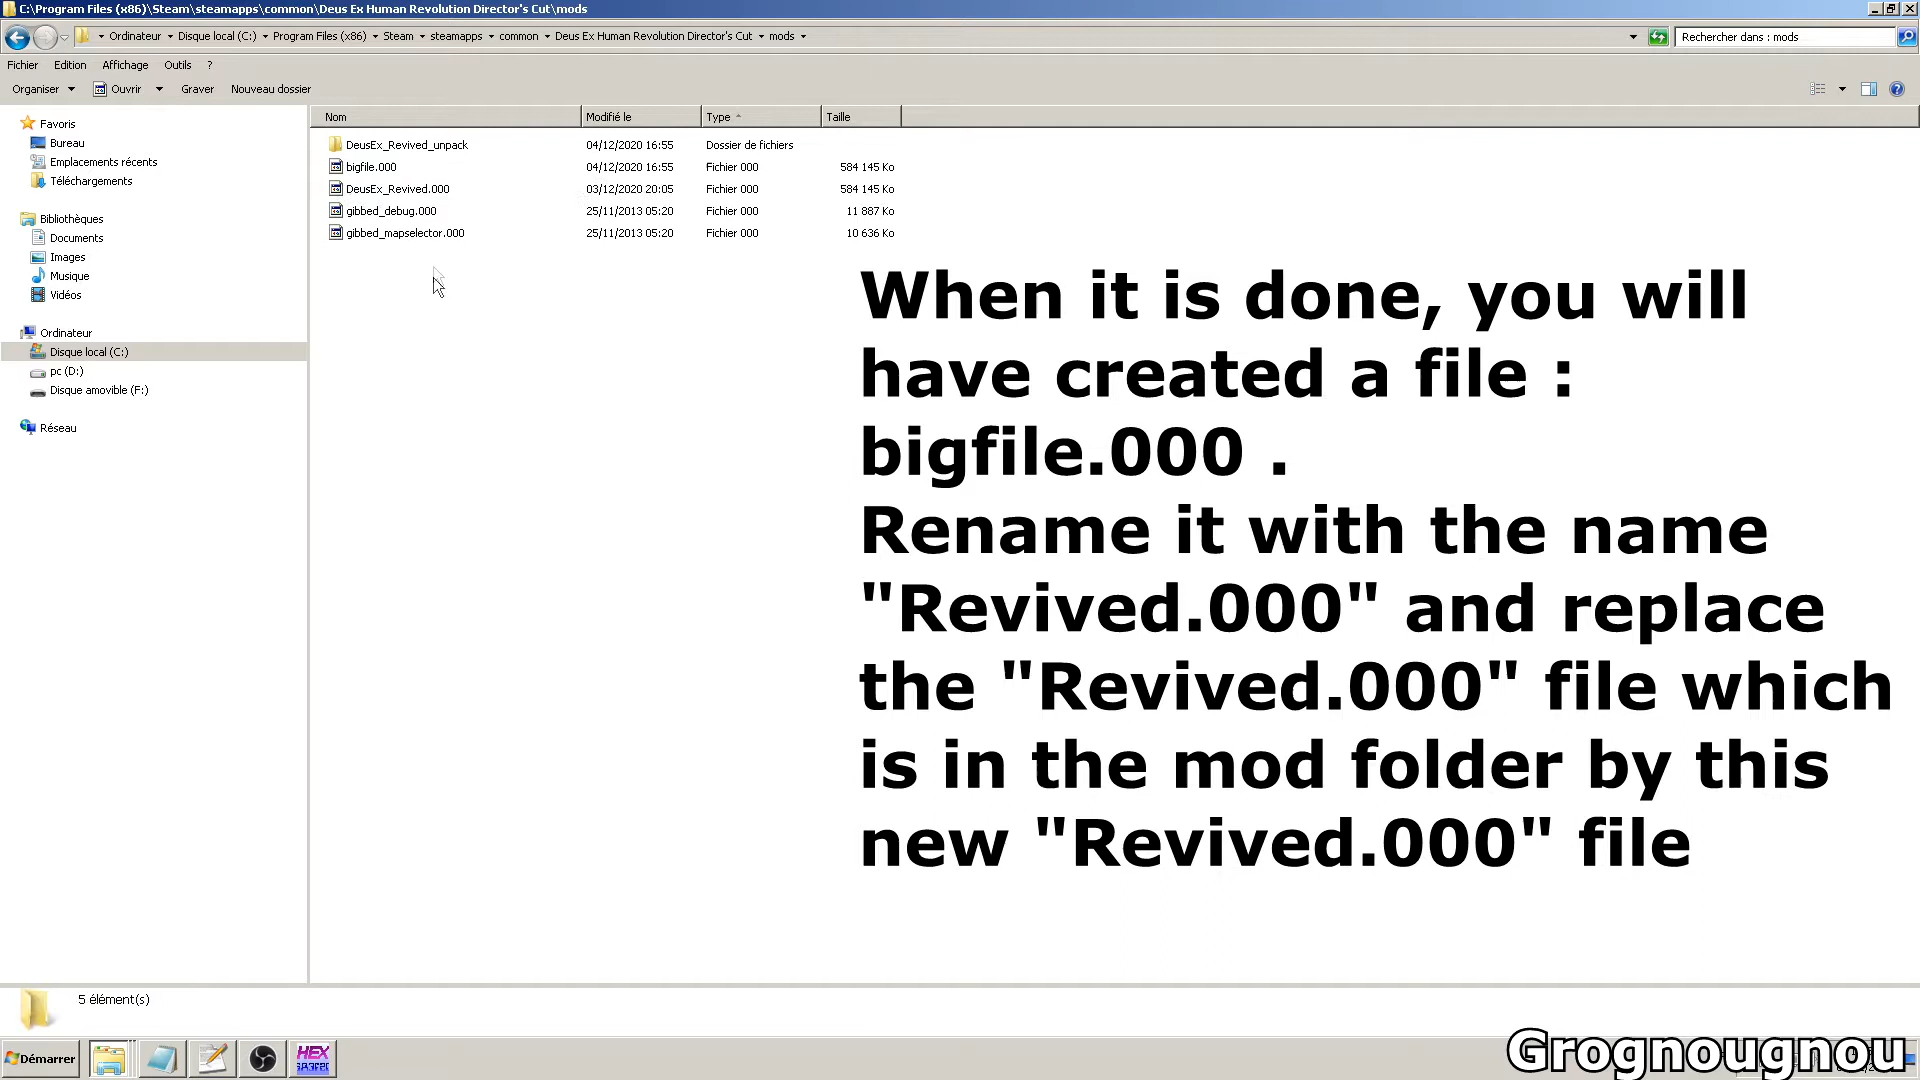 C:\Program Files (x86)\Steam\steamapps\common\Deus Ex Human Revolution Director's Cut\mods
Ordinateur Disque local (C:) Program Files (x86) Steam steamapps common Deus Ex Human Revolution Director's Cut mods Rechercher dans : mods
Fichier Edition Affichage Outils ?
Organiser Ouvrir Graver Nouveau dossier
Nom Modifié le Type Taille
Favoris
Bureau
Emplacements récents
Téléchargements
Bibliothèques
Documents
Images
Musique
Vidéos
Ordinateur
Disque local (C:)
pc (D:)
Disque amovible (F:)
Réseau
DeusEx_Revived_unpack 04/12/2020 16:55 Dossier de fichiers
bigfile.000 04/12/2020 16:55 Fichier 000 584 145 Ko
DeusEx_Revived.000 03/12/2020 20:05 Fichier 000 584 145 Ko
gibbed_debug.000 25/11/2013 05:20 Fichier 000 11 887 Ko
gibbed_mapselector.000 25/11/2013 05:20 Fichier 000 10 636 Ko
When it is done, you will
have created a file :
bigfile.000 .
Rename it with the name
"Revived.000" and replace
the "Revived.000" file which
is in the mod folder by this
new "Revived.000" file
5 élément(s)
Démarrer
HEX
Grognougnou